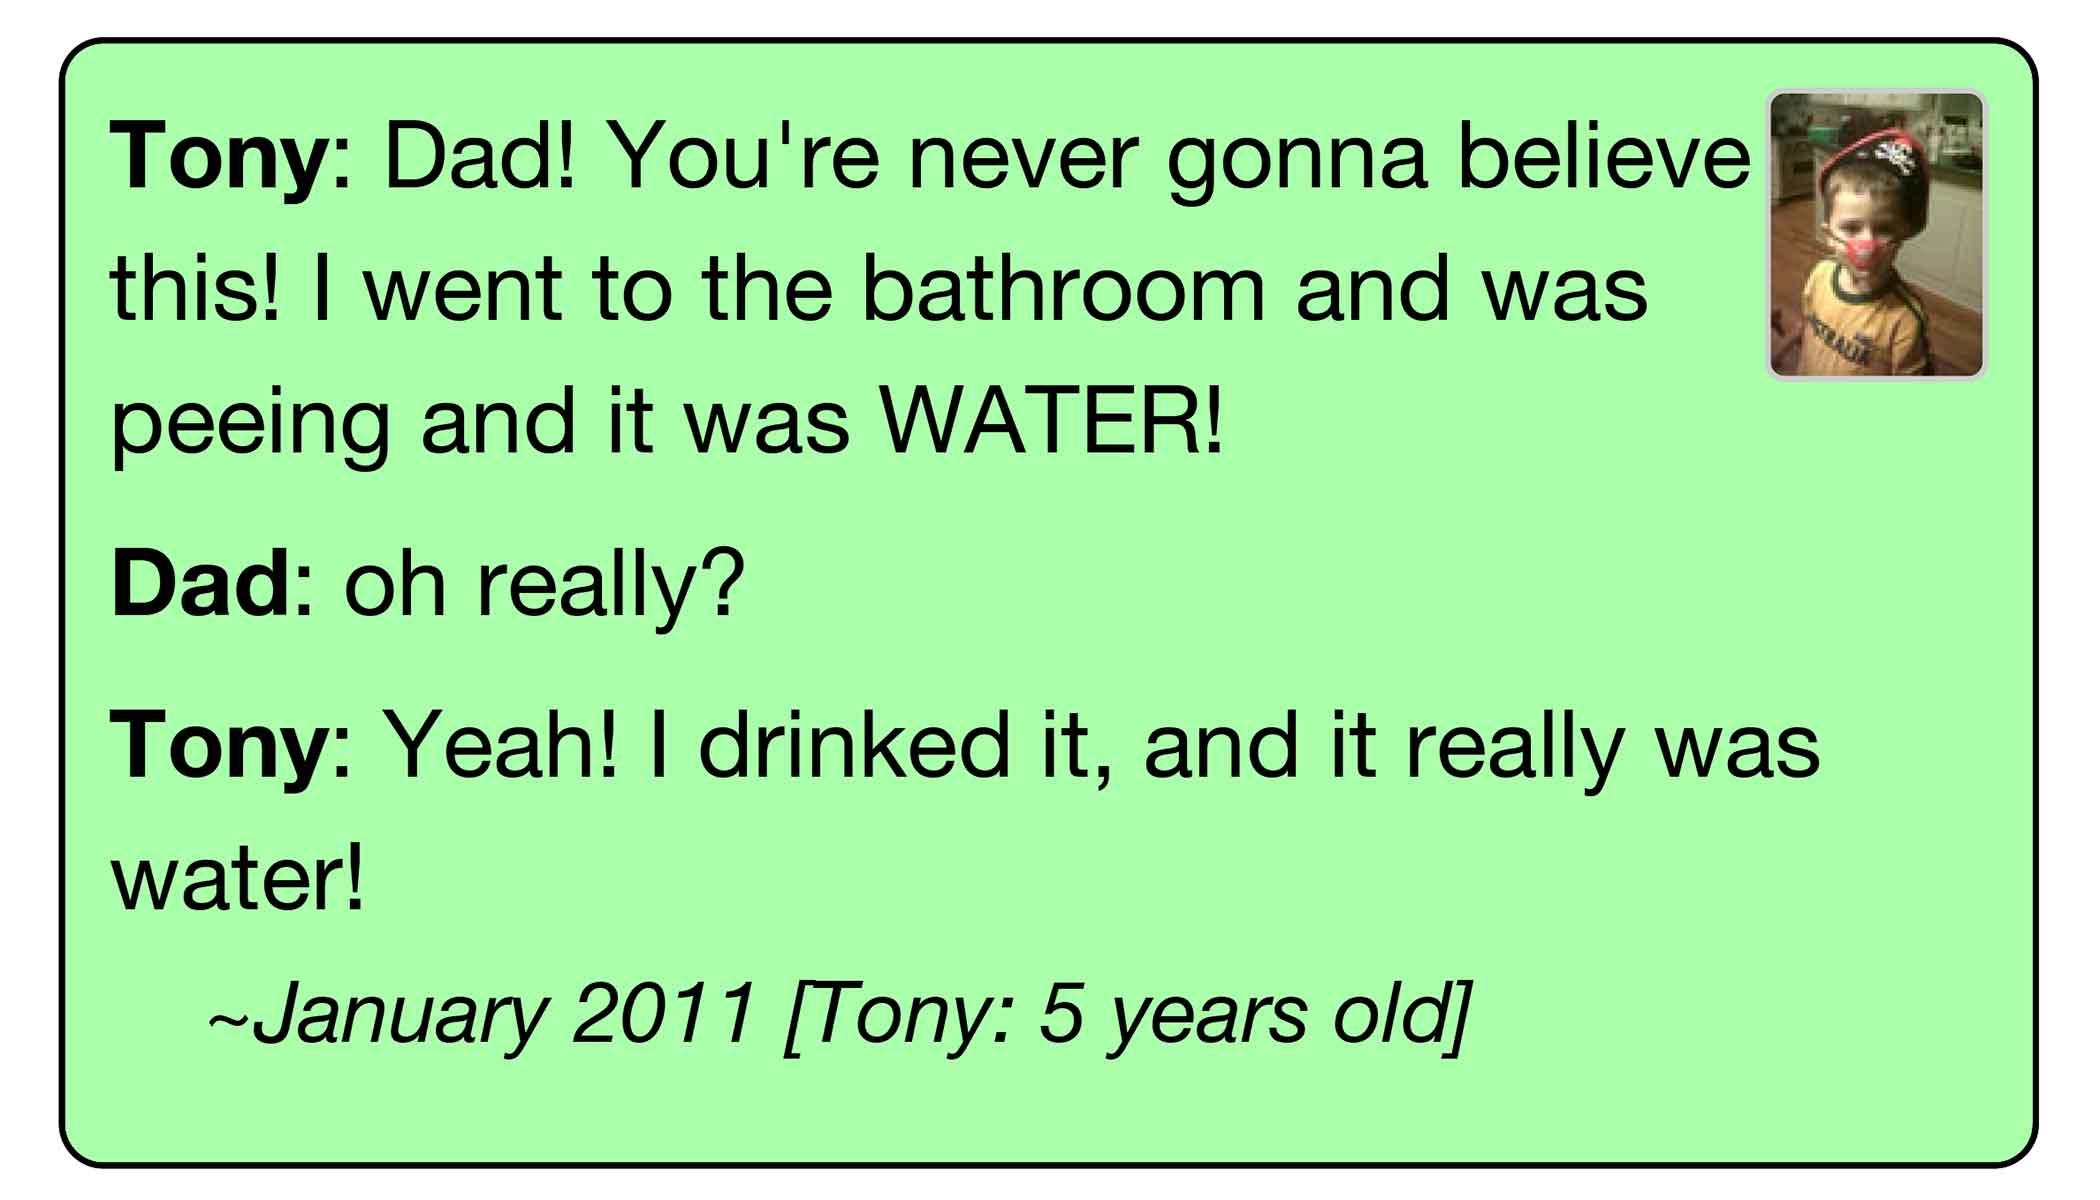 Tony: Dad! You're never gonna believe
this! I went to the bathroom and was
peeing and it was WATER!
Dad: oh really?
Tony: Yeah! I drinked it, and it really was
water!
~January 2011 [Tony: 5 years old]